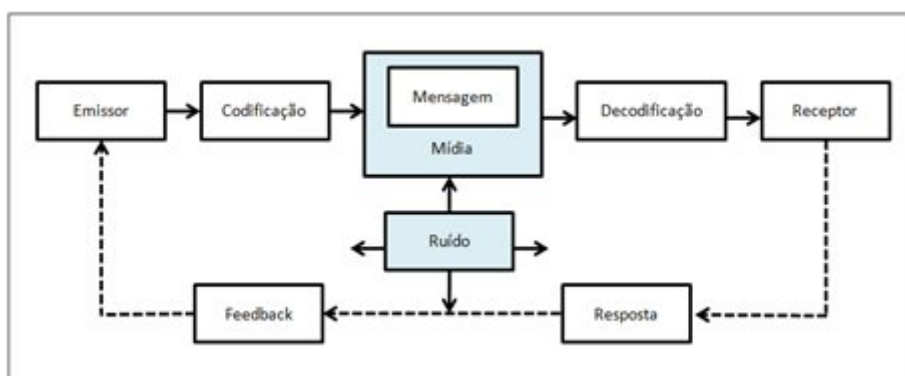 Emissor
Codificação
Mensagem
Mídia
Decodificação
Receptor
Ruído
Feedback
Resposta